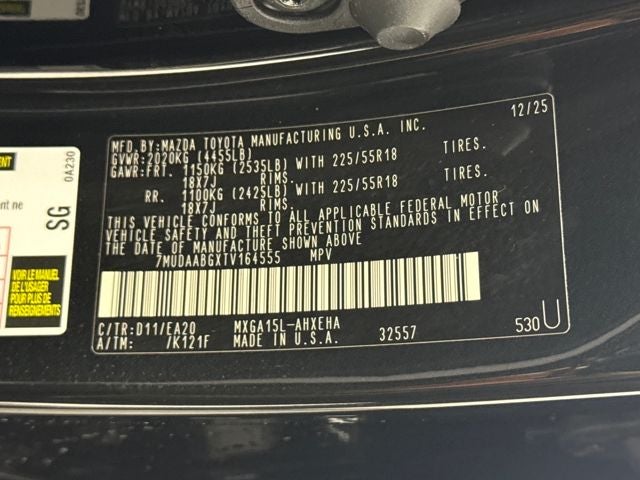 12/25
MFD.BY:MAZDA TOYOTA MANUFACTURING U.S.A. INC.
GVWR:2020KG (4455LB)
GAWR:FRT. 1150KG (2535LB) WITH 225/55R18 TIRES.
18X7J RIMS.
RR. 1100KG (2425LB) WITH 225/55R18 TIRES.
18X7J RIMS.
THIS VEHICLE CONFORMS TO ALL APPLICABLE FEDERAL MOTOR
VEHICLE SAFETY AND THEFT PREVENTION STANDARDS IN EFFECT ON
THE DATE OF MANUFACTURE SHOWN ABOVE
7MUDAABGXTV164555 MPV
C/TR:D11/EA20 MXGA15L-AHXEHA
A/TM: /K121F MADE IN U.S.A. 32557 530U
SG
0A230
VOIR LE MANUEL
DE L'USAGER
POUR PLUS DE
RENSEIGNEMENTS